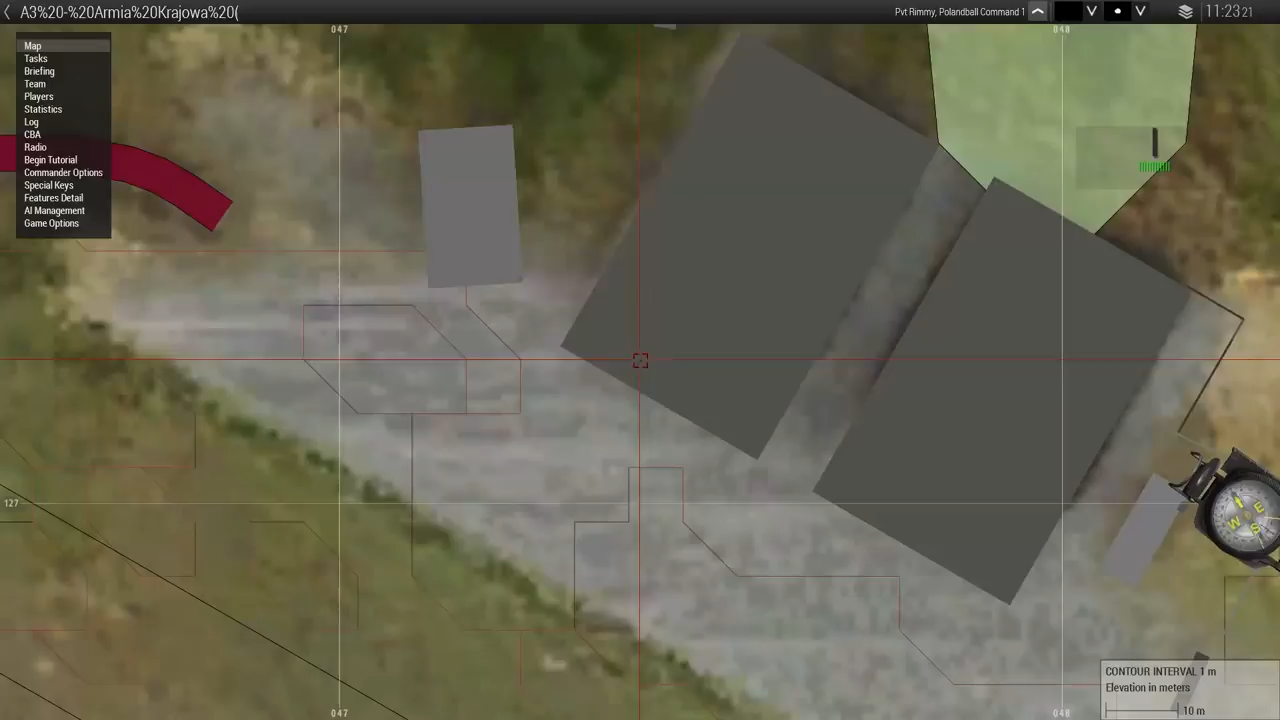 A3%20-%20Armia%20Krajowa%20(
Pvt Rimmy, Polandball Command 1
11:23 21
047
048
Map
Tasks
Briefing
Team
Players
Statistics
Log
CBA
Radio
Begin Tutorial
Commander Options
Special Keys
Features Detail
AI Management
Game Options
127
W
E
S
CONTOUR INTERVAL 1 m
Elevation in meters
10 m
047
048